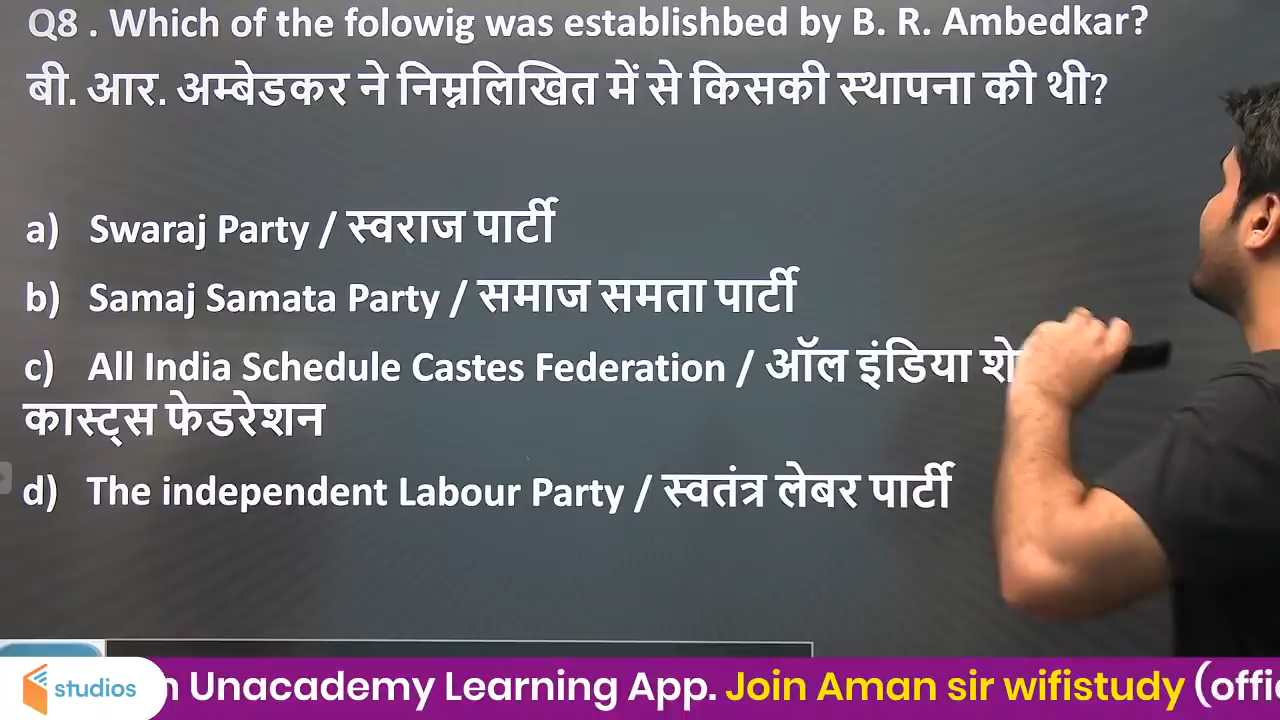 Q8 . Which of the folowig was establishbed by B. R. Ambedkar?
बी. आर. अम्बेडकर ने निम्नलिखित में से किसकी स्थापना की थी?
a) Swaraj Party / स्वराज पार्टी
b) Samaj Samata Party / समाज समता पार्टी
c) All India Schedule Castes Federation / ऑल इंडिया
कास्ट्स फेडरेशन
d) The independent Labour Party / स्वतंत्र लेबर पार्टी
studios
Unacademy Learning App. Join Aman sir wifistudy